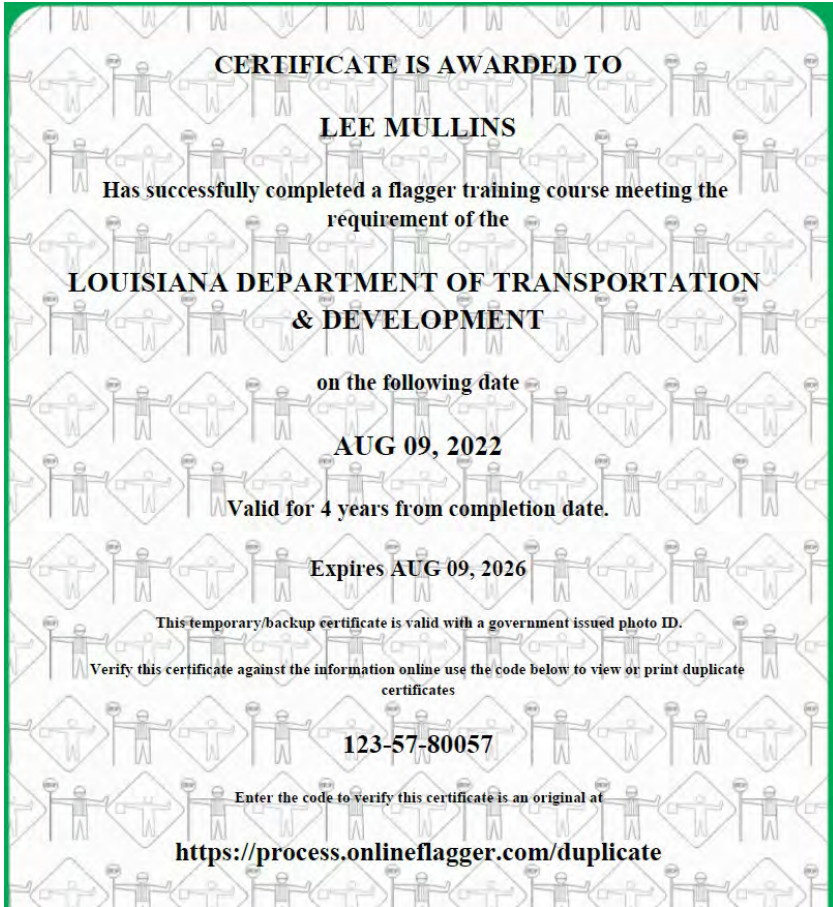 CERTIFICATE IS AWARDED TO
LEE MULLINS
Has successfully completed a flagger training course meeting the
requirement of the
LOUISIANA DEPARTMENT OF TRANSPORTATION
& DEVELOPMENT
on the following date
AUG 09, 2022
Valid for 4 years from completion date.
Expires AUG 09, 2026
This temporary/backup certificate is valid with a government issued photo ID.
Verify this certificate against the information online use the code below to view or print duplicate
certificates
123-57-80057
Enter the code to verify this certificate is an original at
https://process.onlineflagger.com/duplicate